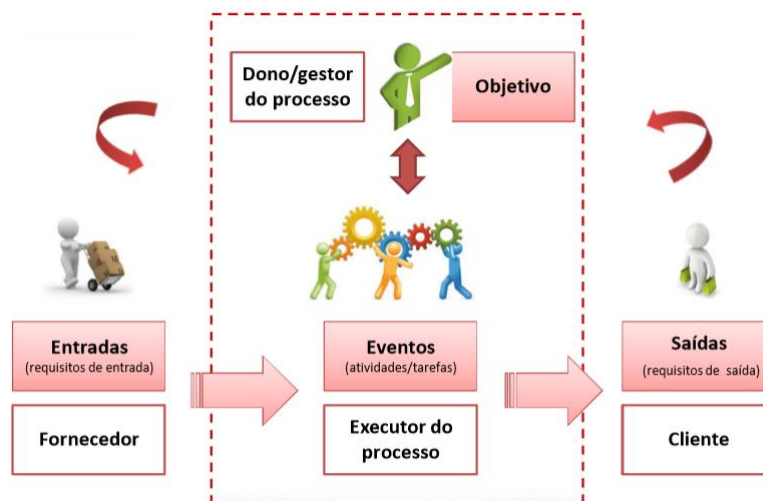 Dono/gestor
do processo
Objetivo
Entradas
(requisitos de entrada)
Fornecedor
Eventos
(atividades/tarefas)
Executor do
processo
Saídas
(requisitos de saída)
Cliente